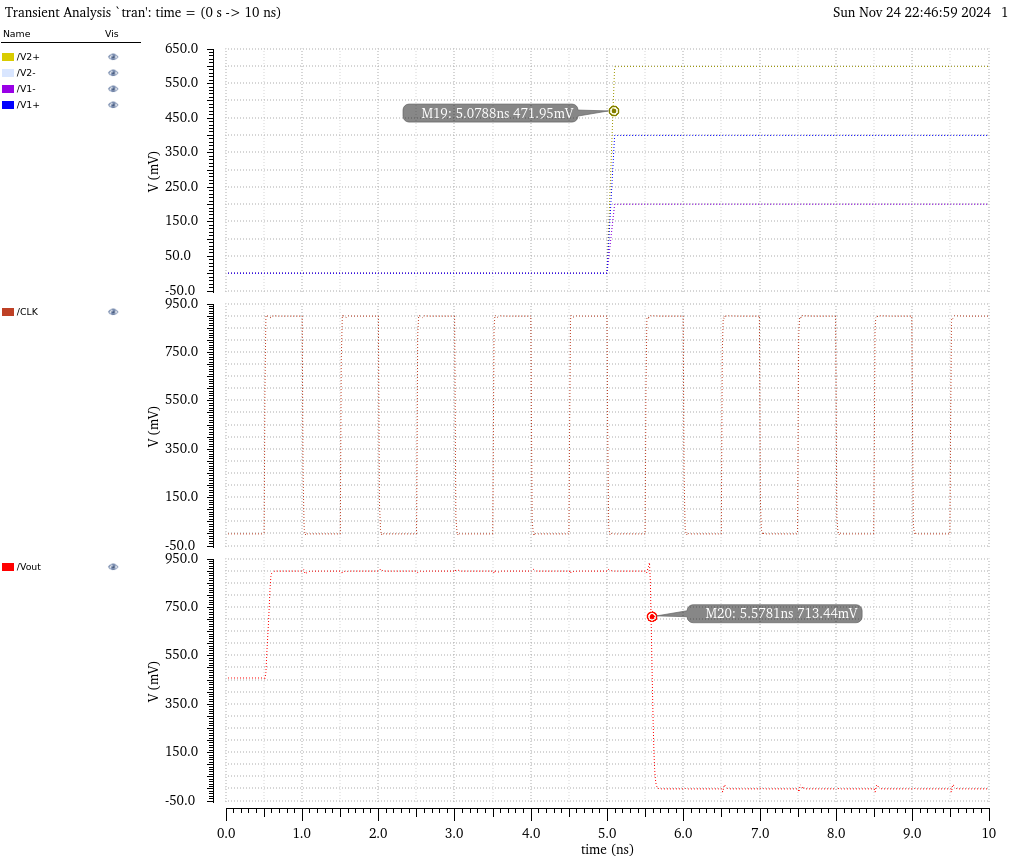 Transient Analysis `tran': time = (0 s -> 10 ns) Sun Nov 24 22:46:59 2024 1
Name Vis
/V2+
/V2-
/V1-
/V1+
650.0
550.0
450.0
350.0
250.0
150.0
50.0
-50.0
V (mV)
M19: 5.0788ns 471.95mV
/CLK
950.0
750.0
550.0
350.0
150.0
-50.0
V (mV)
/Vout
950.0
750.0
550.0
350.0
150.0
-50.0
V (mV)
M20: 5.5781ns 713.44mV
0.0 1.0 2.0 3.0 4.0 5.0 6.0 7.0 8.0 9.0 10
time (ns)